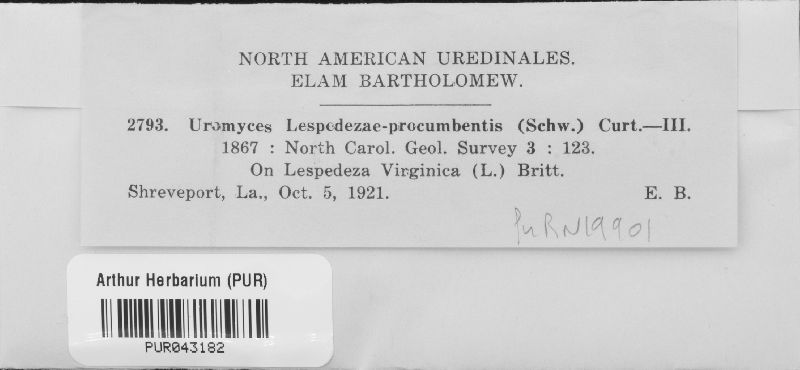 NORTH AMERICAN UREDINALES.
ELAM BARTHOLOMEW.
2793. Uromyces Lespedezae-procumbentis (Schw.) Curt.—III.
1867 : North Carol. Geol. Survey 3 : 123.
On Lespedeza Virginica (L.) Britt.
Shreveport, La., Oct. 5, 1921. E. B.
PURN19901
Arthur Herbarium (PUR)
PUR043182